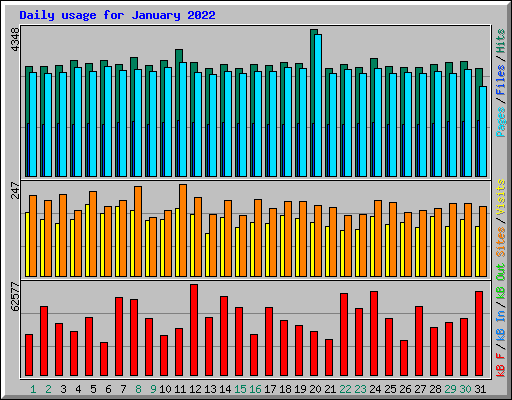 Daily usage for January 2022
4348
247
62577
Pages / Files / Hits
Sites / Visits
kB F / kB In / kB Out
1 2 3 4 5 6 7 8 9 10 11 12 13 14 15 16 17 18 19 20 21 22 23 24 25 26 27 28 29 30 31